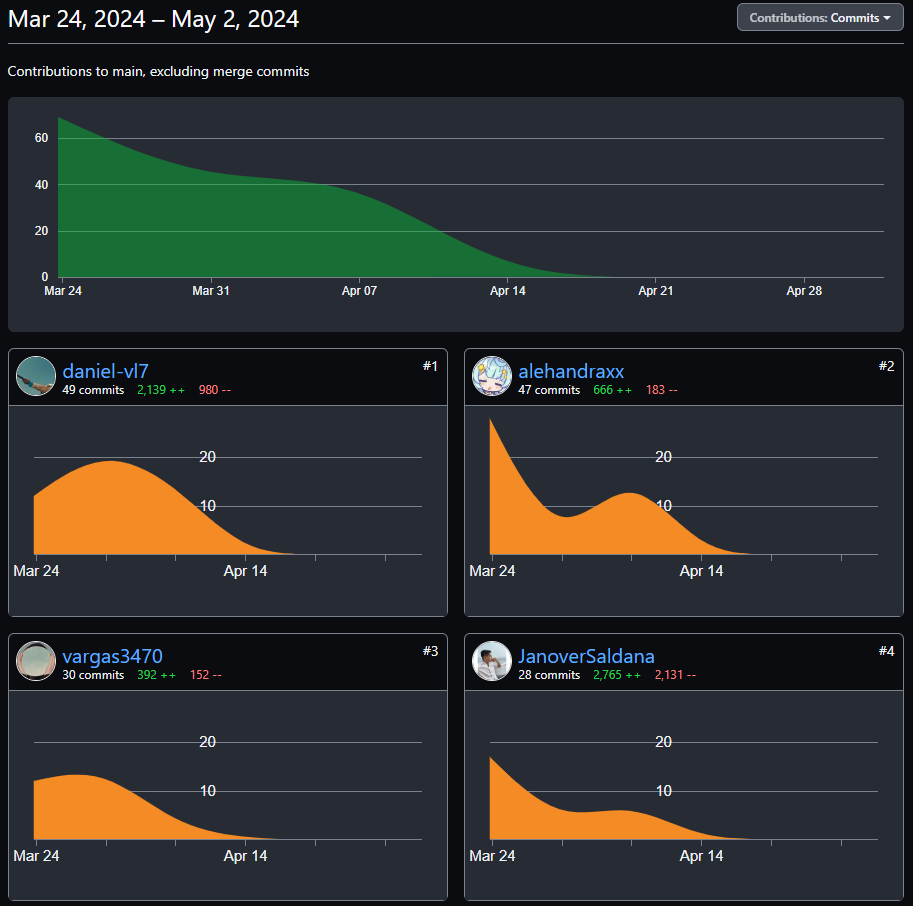 Mar 24, 2024 – May 2, 2024
Contributions: Commits
Contributions to main, excluding merge commits
60
40
20
0
Mar 24 Mar 31 Apr 07 Apr 14 Apr 21 Apr 28
daniel-vl7
#1
49 commits 2,139 ++ 980 --
20
10
Mar 24 Apr 14
alehandraxx
#2
47 commits 666 ++ 183 --
20
10
Mar 24 Apr 14
vargas3470
#3
30 commits 392 ++ 152 --
20
10
Mar 24 Apr 14
JanoverSaldana
#4
28 commits 2,765 ++ 2,131 --
20
10
Mar 24 Apr 14